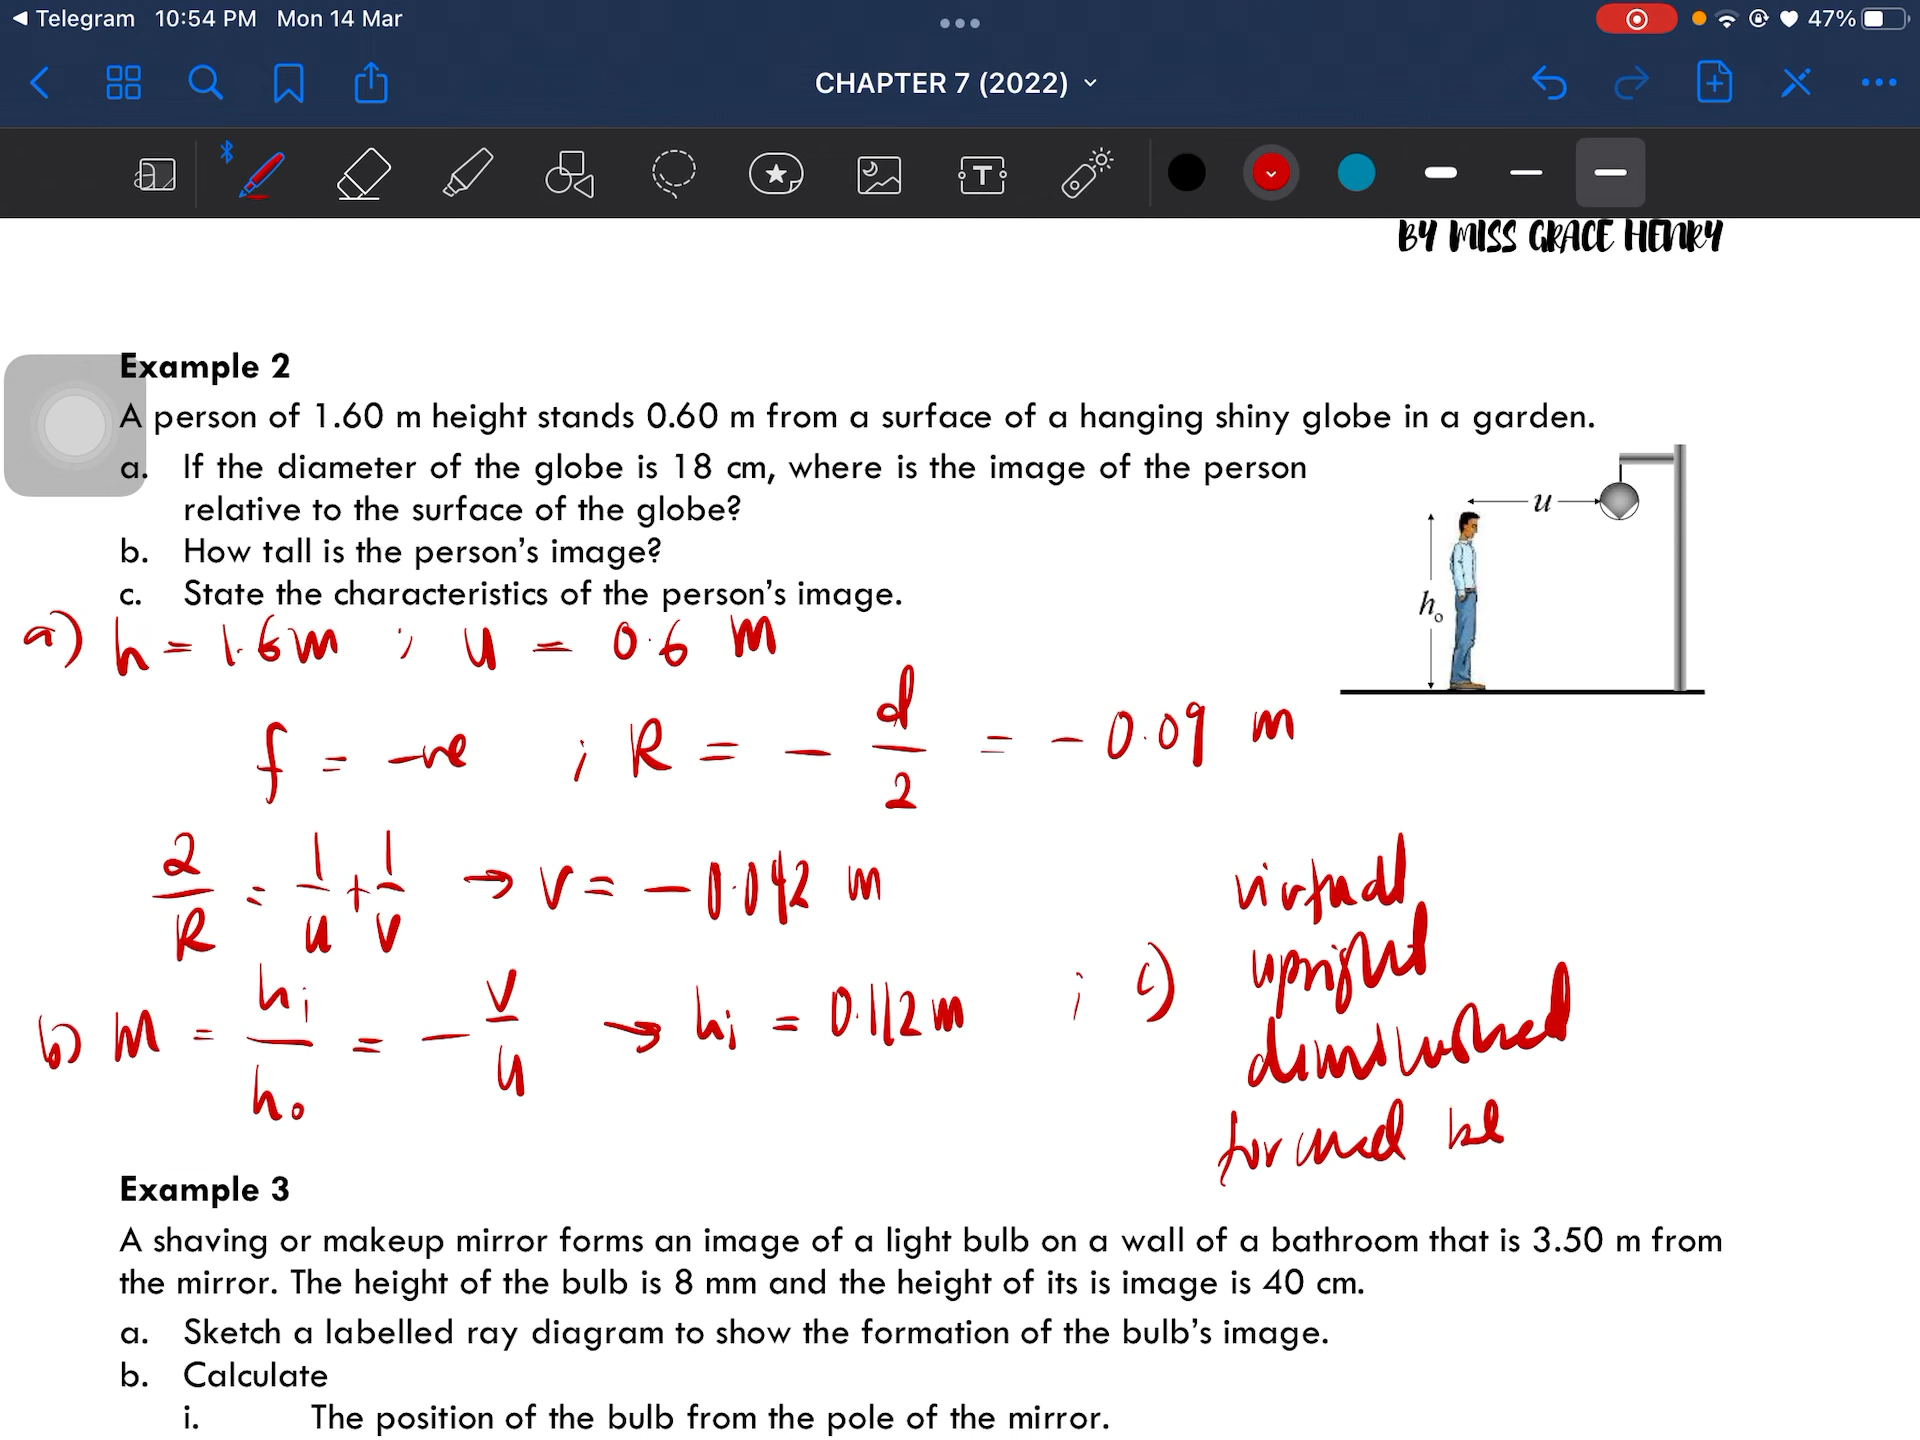 Telegram 10:54 PM Mon 14 Mar 47%
CHAPTER 7 (2022)
BY MISS GRACE HENRY
Example 2
A person of 1.60 m height stands 0.60 m from a surface of a hanging shiny globe in a garden.
a. If the diameter of the globe is 18 cm, where is the image of the person
relative to the surface of the globe?
b. How tall is the person's image?
c. State the characteristics of the person's image.
u
hₒ
a) h = 1.6m ; u = 0.6 m
f = -ve ; R = - d/2 = - 0.09 m
2/R = 1/u + 1/v → v = - 0.042 m
b) M = hᵢ/hₒ = - v/u → hᵢ = 0.112 m ; c) virtual
upright
diminished
formed be
Example 3
A shaving or makeup mirror forms an image of a light bulb on a wall of a bathroom that is 3.50 m from
the mirror. The height of the bulb is 8 mm and the height of its is image is 40 cm.
a. Sketch a labelled ray diagram to show the formation of the bulb's image.
b. Calculate
i. The position of the bulb from the pole of the mirror.